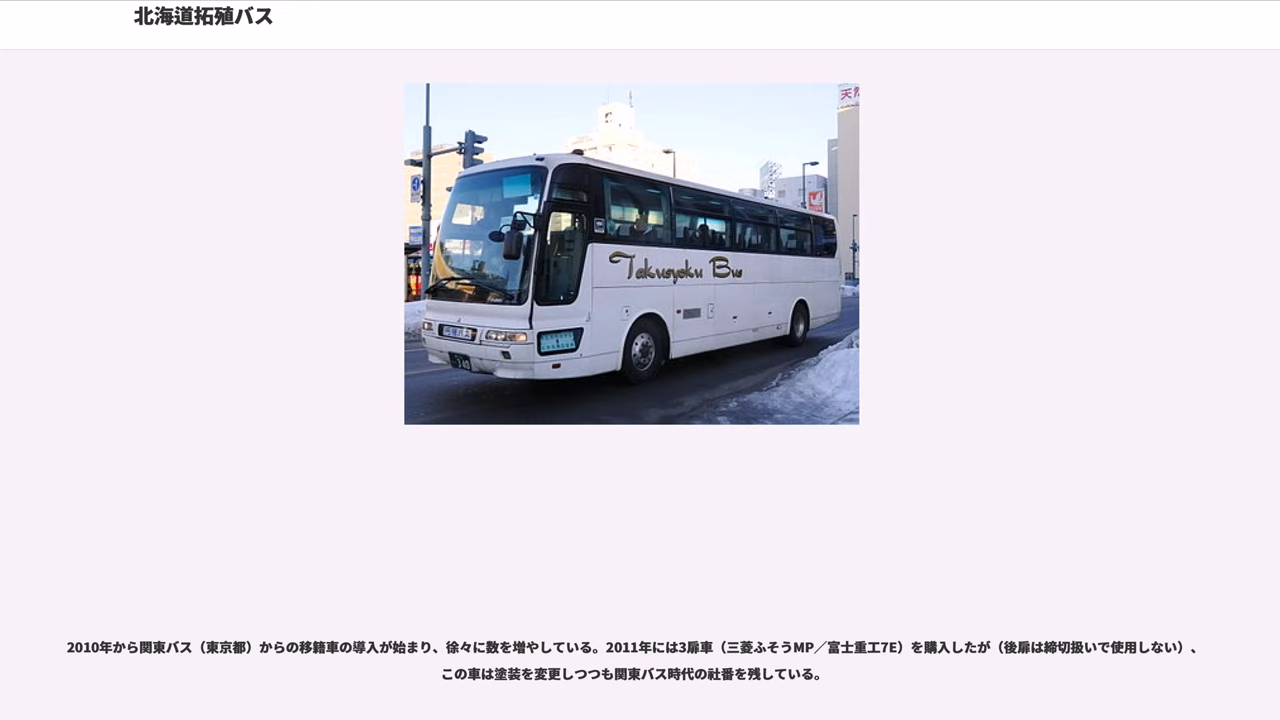 北海道拓殖バス
Takusyoku Bus
2010年から関東バス（東京都）からの移籍車の導入が始まり、徐々に数を増やしている。2011年には3扉車（三菱ふそうMP／富士重工7E）を購入したが（後扉は締切扱いで使用しない）、
この車は塗装を変更しつつも関東バス時代の社番を残している。